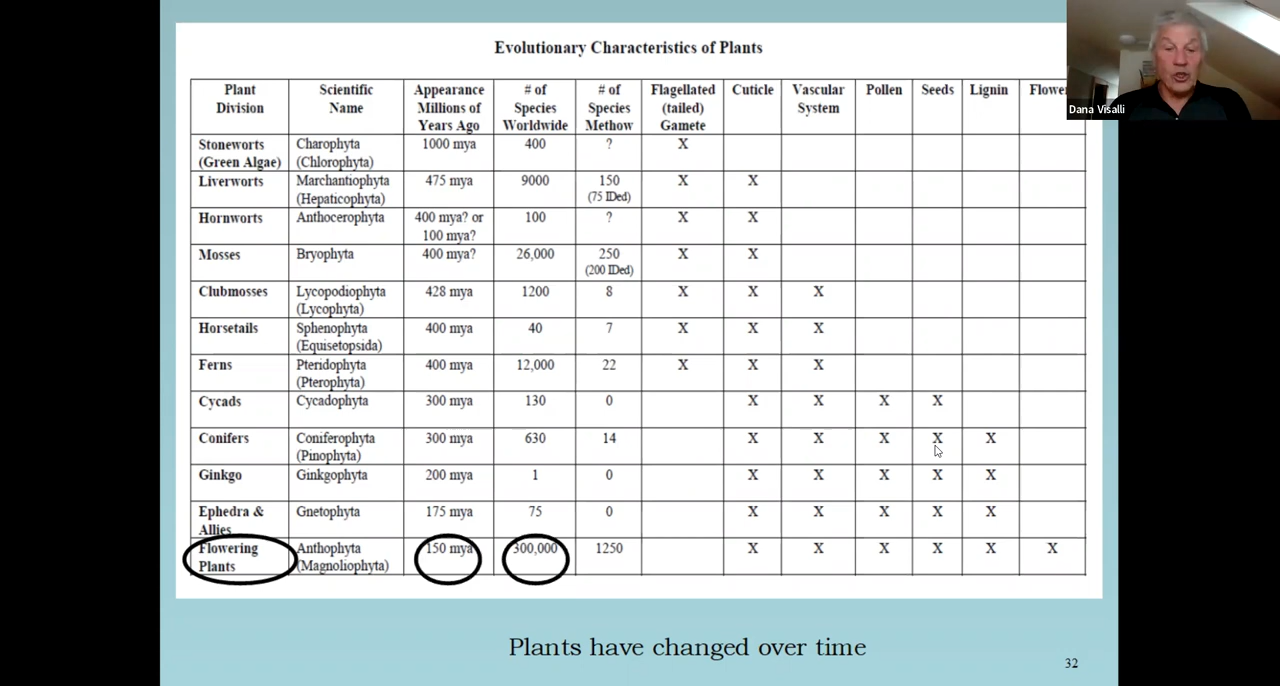 Evolutionary Characteristics of Plants
Plant Division | Scientific Name | Appearance Millions of Years Ago | # of Species Worldwide | # of Species Methow | Flagellated (tailed) Gamete | Cuticle | Vascular System | Pollen | Seeds | Lignin | Flower
Stoneworts (Green Algae) | Charophyta (Chlorophyta) | 1000 mya | 400 | ? | X
Liverworts | Marchantiophyta (Hepaticophyta) | 475 mya | 9000 | 150 (75 IDed) | X | X
Hornworts | Anthocerophyta | 400 mya? or 100 mya? | 100 | ? | X | X
Mosses | Bryophyta | 400 mya? | 26,000 | 250 (200 IDed) | X | X
Clubmosses | Lycopodiophyta (Lycophyta) | 428 mya | 1200 | 8 | X | X | X
Horsetails | Sphenophyta (Equisetopsida) | 400 mya | 40 | 7 | X | X | X
Ferns | Pteridophyta (Pterophyta) | 400 mya | 12,000 | 22 | X | X | X
Cycads | Cycadophyta | 300 mya | 130 | 0 | X | X | X | X
Conifers | Coniferophyta (Pinophyta) | 300 mya | 630 | 14 | X | X | X | X | X
Ginkgo | Ginkgophyta | 200 mya | 1 | 0 | X | X | X | X | X
Ephedra & Allies | Gnetophyta | 175 mya | 75 | 0 | X | X | X | X | X
Flowering Plants | Anthophyta (Magnoliophyta) | 150 mya | 300,000 | 1250 | X | X | X | X | X | X
Plants have changed over time
32
Dana Visalli